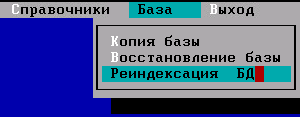 Справочники База Выход
Копия базы
Восстановление базы
Реиндексация БД